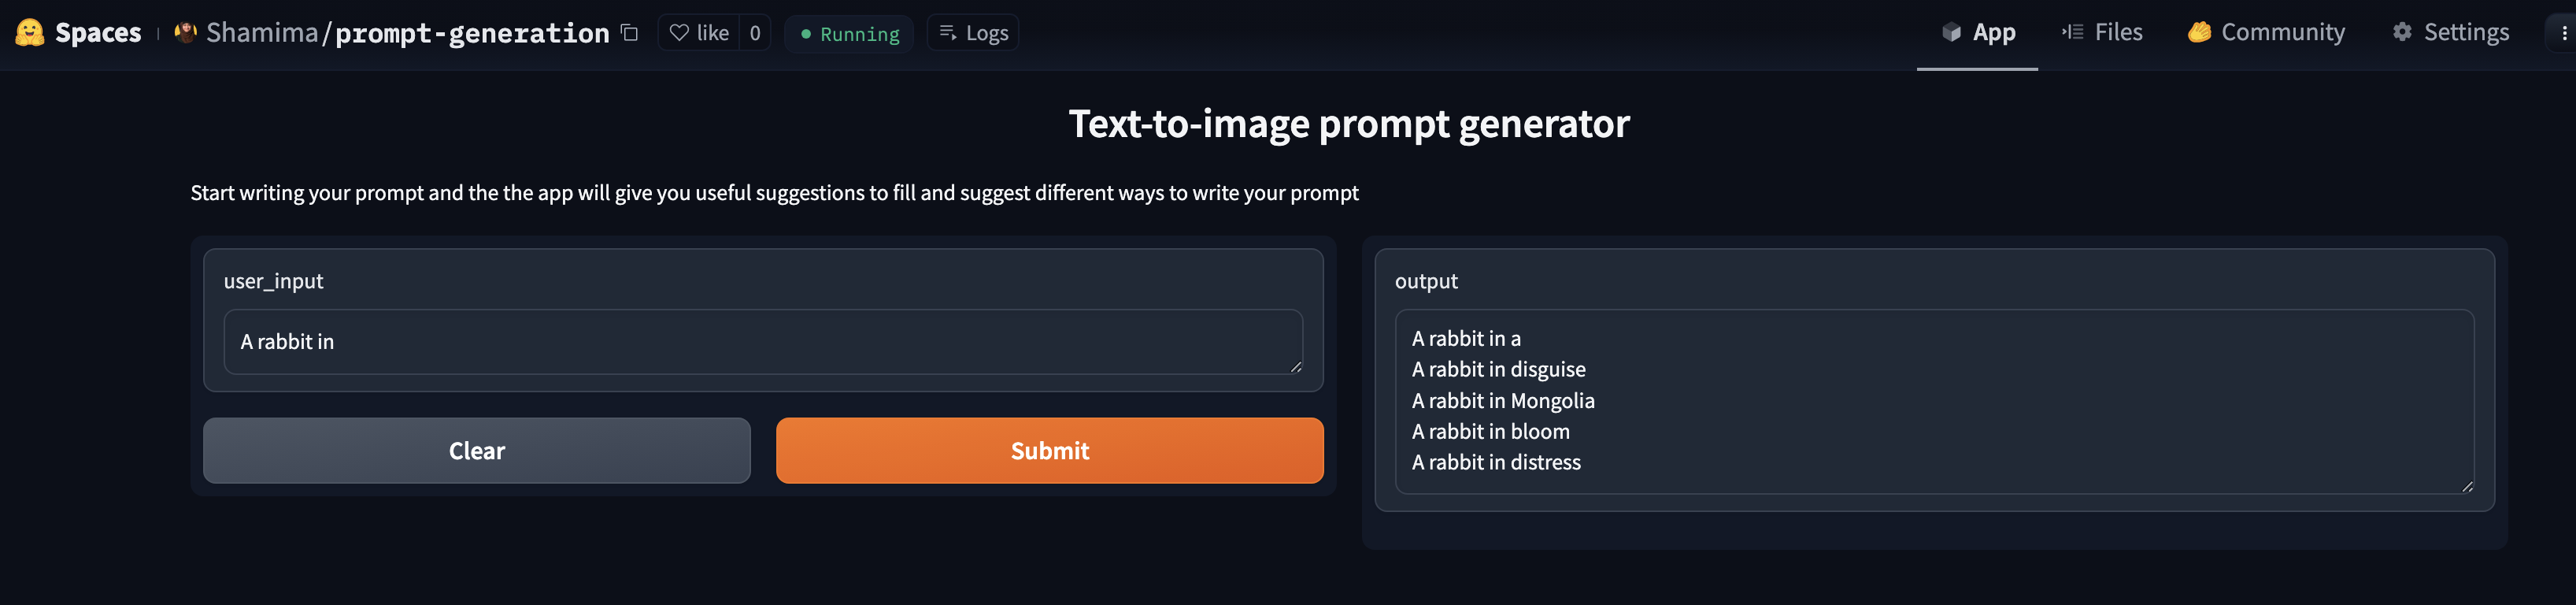 Spaces
Shamima/prompt-generation
like 0
Running
Logs
App
Files
Community
Settings
Text-to-image prompt generator
Start writing your prompt and the the app will give you useful suggestions to fill and suggest different ways to write your prompt
user_input
A rabbit in
Clear
Submit
output
A rabbit in a
A rabbit in disguise
A rabbit in Mongolia
A rabbit in bloom
A rabbit in distress